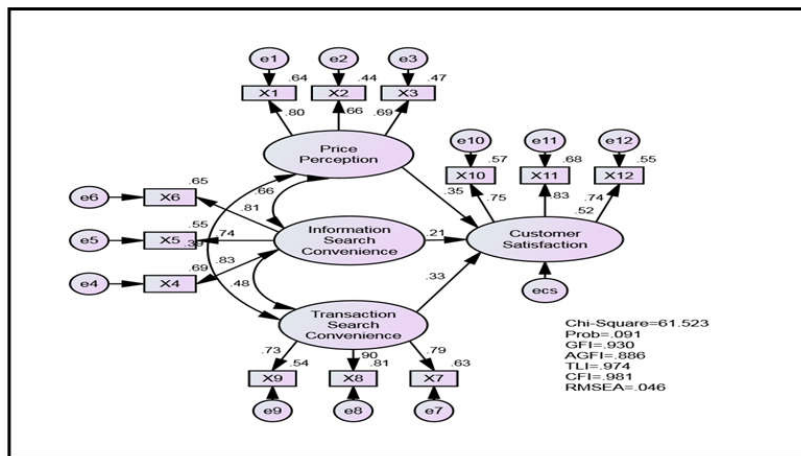 e1
e2
e3
.64
.44
.47
X1
X2
X3
.80
.66
.69
Price
Perception
e10
e11
e12
.57
.68
.55
X10
X11
X12
.75
.83
.74
.52
.35
.66
.65
e6
X6
.81
.55
e5
X5
.74
.39
Information
Search
Convenience
.21
Customer
Satisfaction
.69
.83
e4
X4
.48
.33
ecs
Transaction
Search
Convenience
.73
.90
.79
.54
.81
.63
X9
X8
X7
e9
e8
e7
Chi-Square=61.523
Prob=.091
GFI=.930
AGFI=.886
TLI=.974
CFI=.981
RMSEA=.046